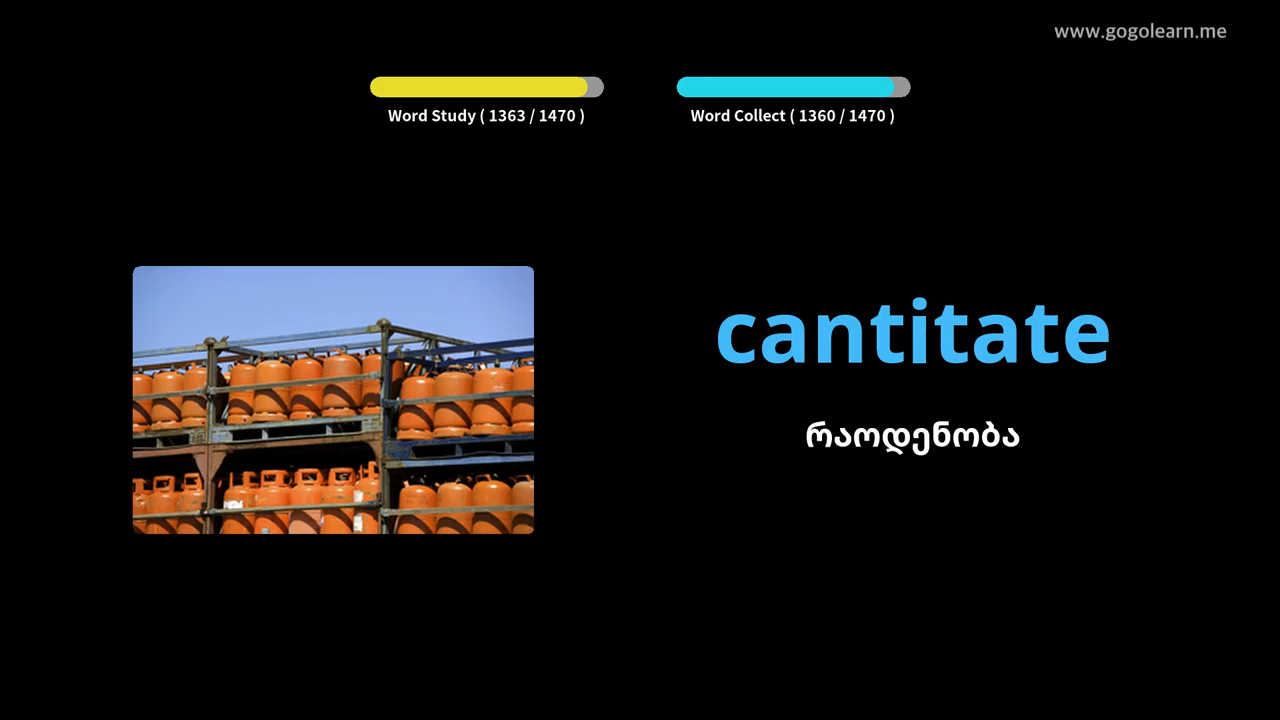 www.gogolearn.me
Word Study ( 1363 / 1470 )
Word Collect ( 1360 / 1470 )
cantitate
რაოდენობა